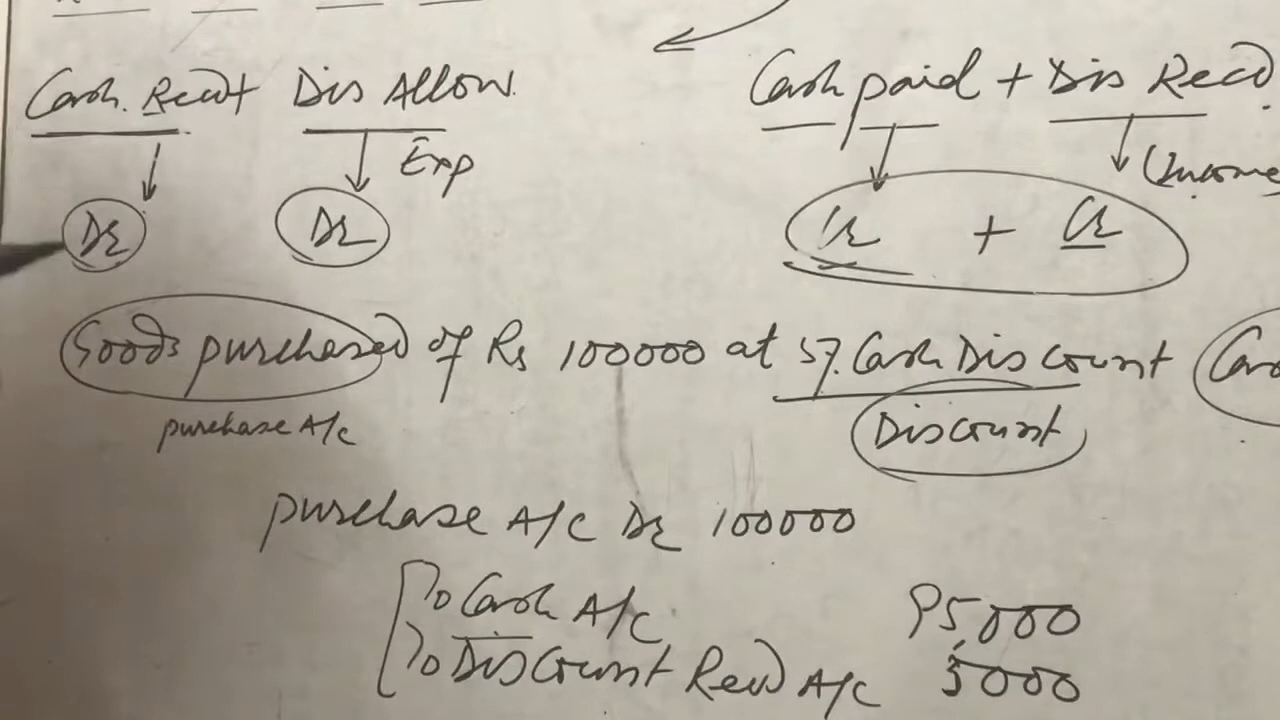 Cash Recd + Dis Allow. Cash paid + Dis Recd
Exp (Income
Dr Dr Cr + Cr
Goods purchased of Rs 100000 at 5% Cash Discount
purchase A/c Discount
purchase A/c Dr 100000
To Cash A/c 95,000
To Discount Recd A/c 5000